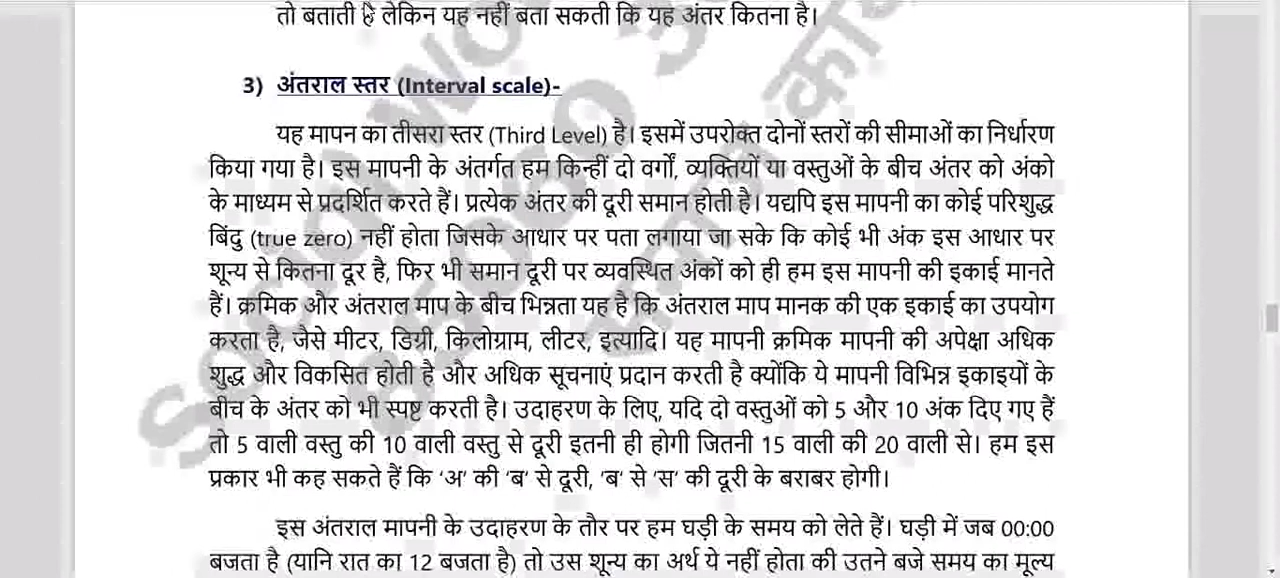 तो बताती है लेकिन यह नहीं बता सकती कि यह अंतर कितना है।
3) अंतराल स्तर (Interval scale)-
यह मापन का तीसरा स्तर (Third Level) है। इसमें उपरोक्त दोनों स्तरों की सीमाओं का निर्धारण
किया गया है। इस मापनी के अंतर्गत हम किन्हीं दो वर्गों, व्यक्तियों या वस्तुओं के बीच अंतर को अंको
के माध्यम से प्रदर्शित करते हैं। प्रत्येक अंतर की दूरी समान होती है। यद्यपि इस मापनी का कोई परिशुद्ध
बिंदु (true zero) नहीं होता जिसके आधार पर पता लगाया जा सके कि कोई भी अंक इस आधार पर
शून्य से कितना दूर है, फिर भी समान दूरी पर व्यवस्थित अंकों को ही हम इस मापनी की इकाई मानते
हैं। क्रमिक और अंतराल माप के बीच भिन्नता यह है कि अंतराल माप मानक की एक इकाई का उपयोग
करता है, जैसे मीटर, डिग्री, किलोग्राम, लीटर, इत्यादि। यह मापनी क्रमिक मापनी की अपेक्षा अधिक
शुद्ध और विकसित होती है और अधिक सूचनाएं प्रदान करती है क्योंकि ये मापनी विभिन्न इकाइयों के
बीच के अंतर को भी स्पष्ट करती है। उदाहरण के लिए, यदि दो वस्तुओं को 5 और 10 अंक दिए गए हैं
तो 5 वाली वस्तु की 10 वाली वस्तु से दूरी इतनी ही होगी जितनी 15 वाली की 20 वाली से। हम इस
प्रकार भी कह सकते हैं कि ‘अ’ की ‘ब’ से दूरी, ‘ब’ से ‘स’ की दूरी के बराबर होगी।
इस अंतराल मापनी के उदाहरण के तौर पर हम घड़ी के समय को लेते हैं। घड़ी में जब 00:00
बजता है (यानि रात का 12 बजता है) तो उस शून्य का अर्थ ये नहीं होता की उतने बजे समय का मूल्य